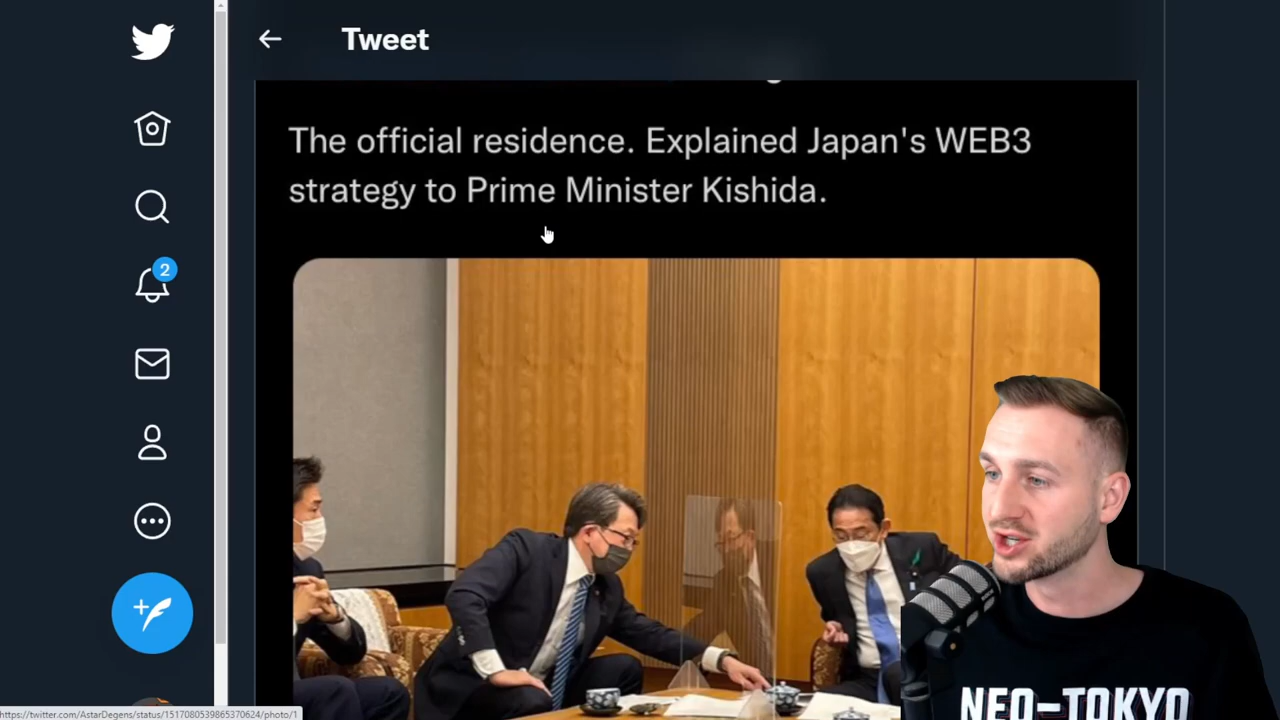 Tweet
The official residence. Explained Japan's WEB3
strategy to Prime Minister Kishida.
2
NEO-TOKYO
https://twitter.com/AstarDegens/status/1517080539865370624/photo/1